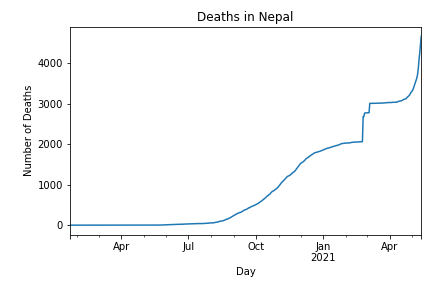 Deaths in Nepal
Number of Deaths
4000
3000
2000
1000
0
Apr
Jul
Oct
Jan
2021
Apr
Day